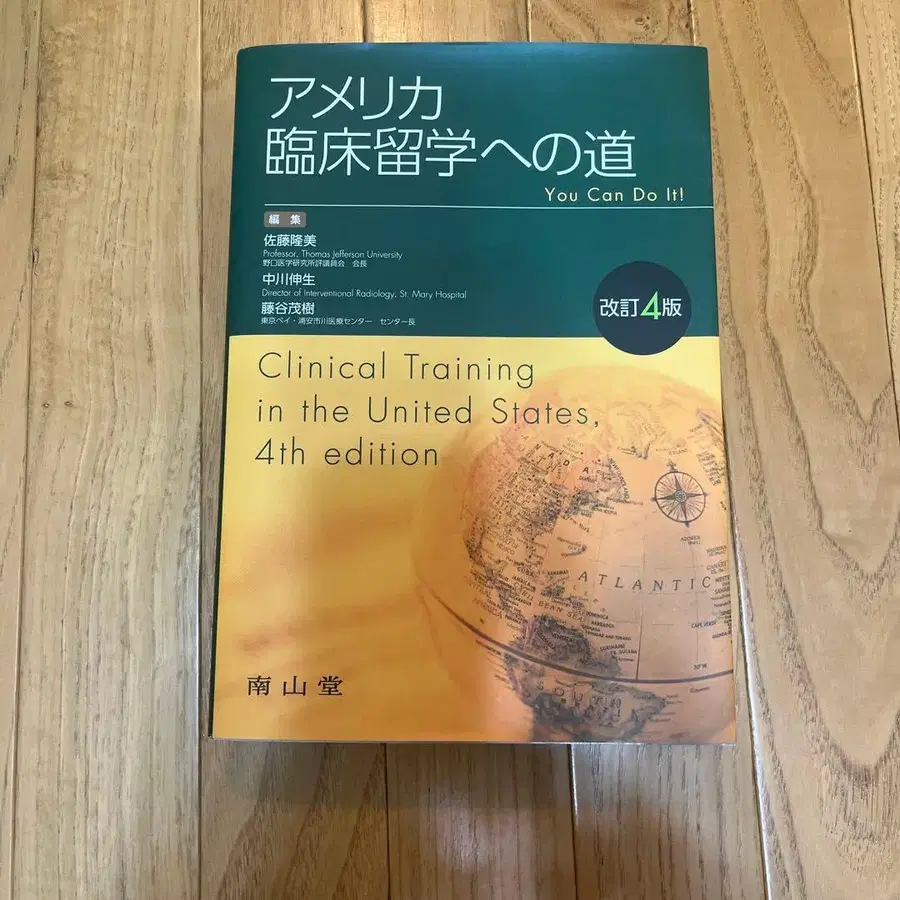 アメリカ
臨床留学への道
You Can Do It!
編集
佐藤隆美
Professor, Thomas Jefferson University
野口医学研究所評議員会 会長
中川伸生
Director of Interventional Radiology, St. Mary Hospital
藤谷茂樹
東京ベイ・浦安市川医療センター センター長
改訂4版
Clinical Training
in the United States,
4th edition
ATLANTIC
SOUTH
南山堂